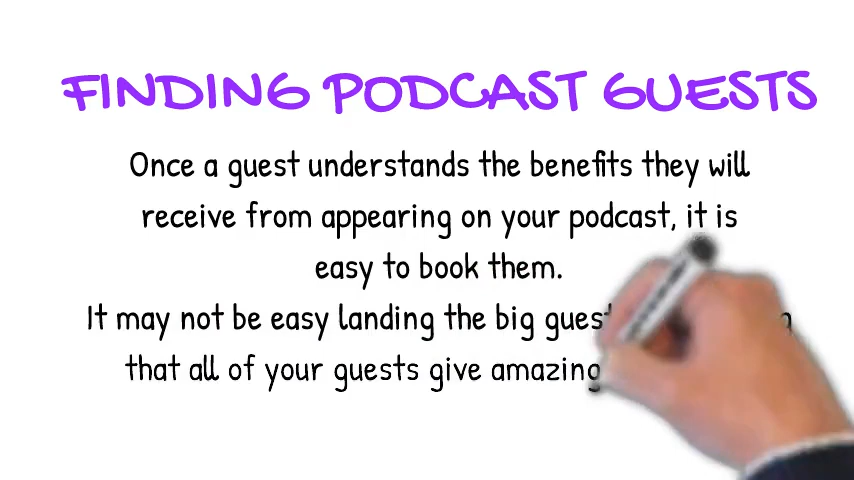 FINDING PODCAST GUESTS
Once a guest understands the benefits they will
receive from appearing on your podcast, it is
easy to book them.
It may not be easy landing the big
that all of your guests give amazing